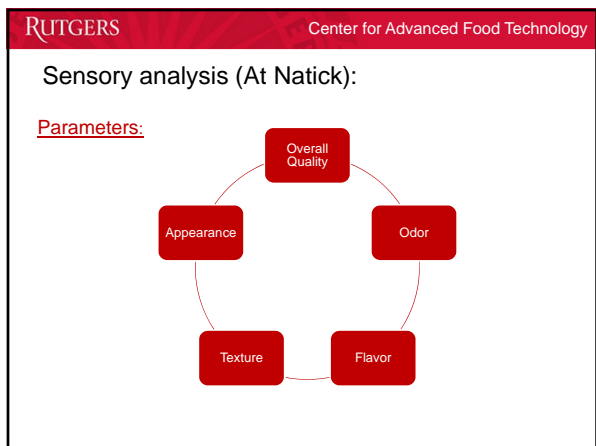 RUTGERS
Center for Advanced Food Technology
Sensory analysis (At Natick):
Parameters:
Overall
Quality
Odor
Flavor
Texture
Appearance